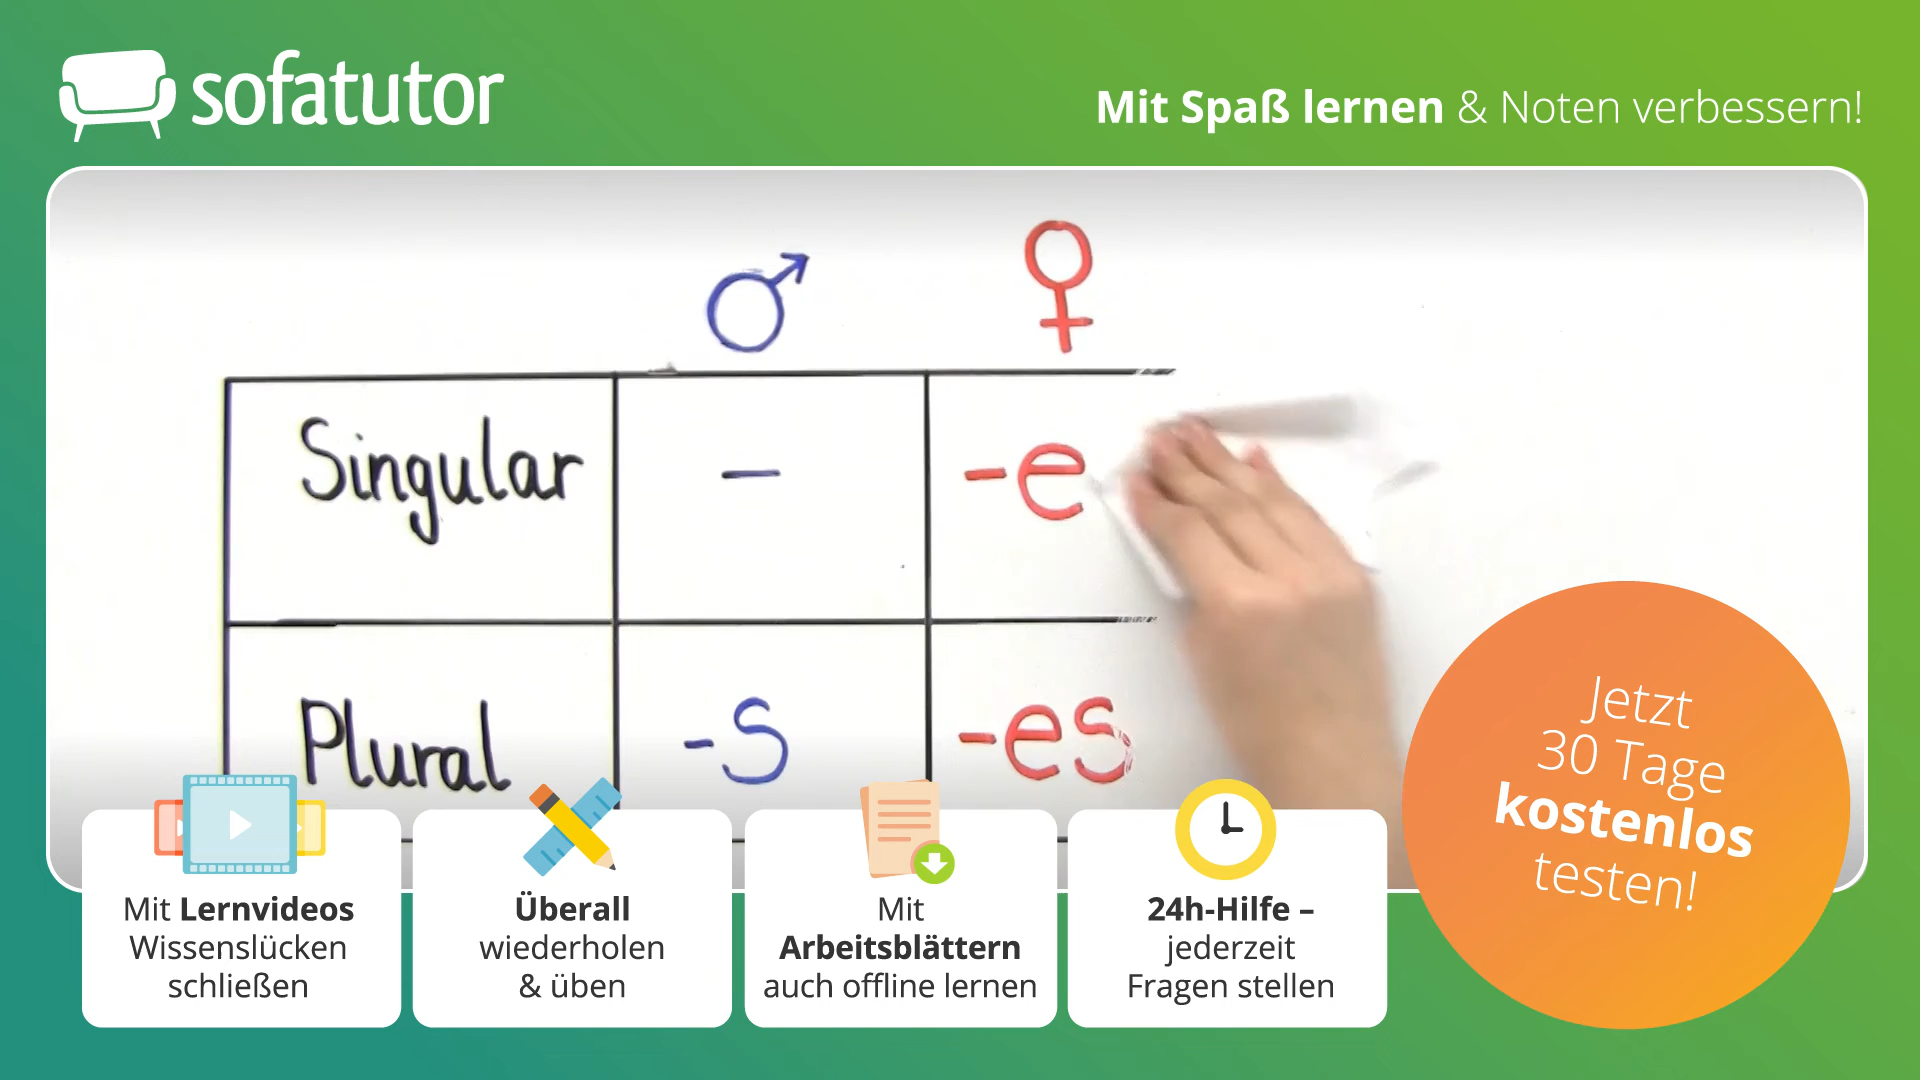 sofatutor
Mit Spaß lernen & Noten verbessern!
Singular - -e
Plural -s -es
Jetzt
30 Tage
kostenlos
testen!
Mit Lernvideos
Wissenslücken
schließen
Überall
wiederholen
& üben
Mit
Arbeitsblättern
auch offline lernen
24h-Hilfe –
jederzeit
Fragen stellen